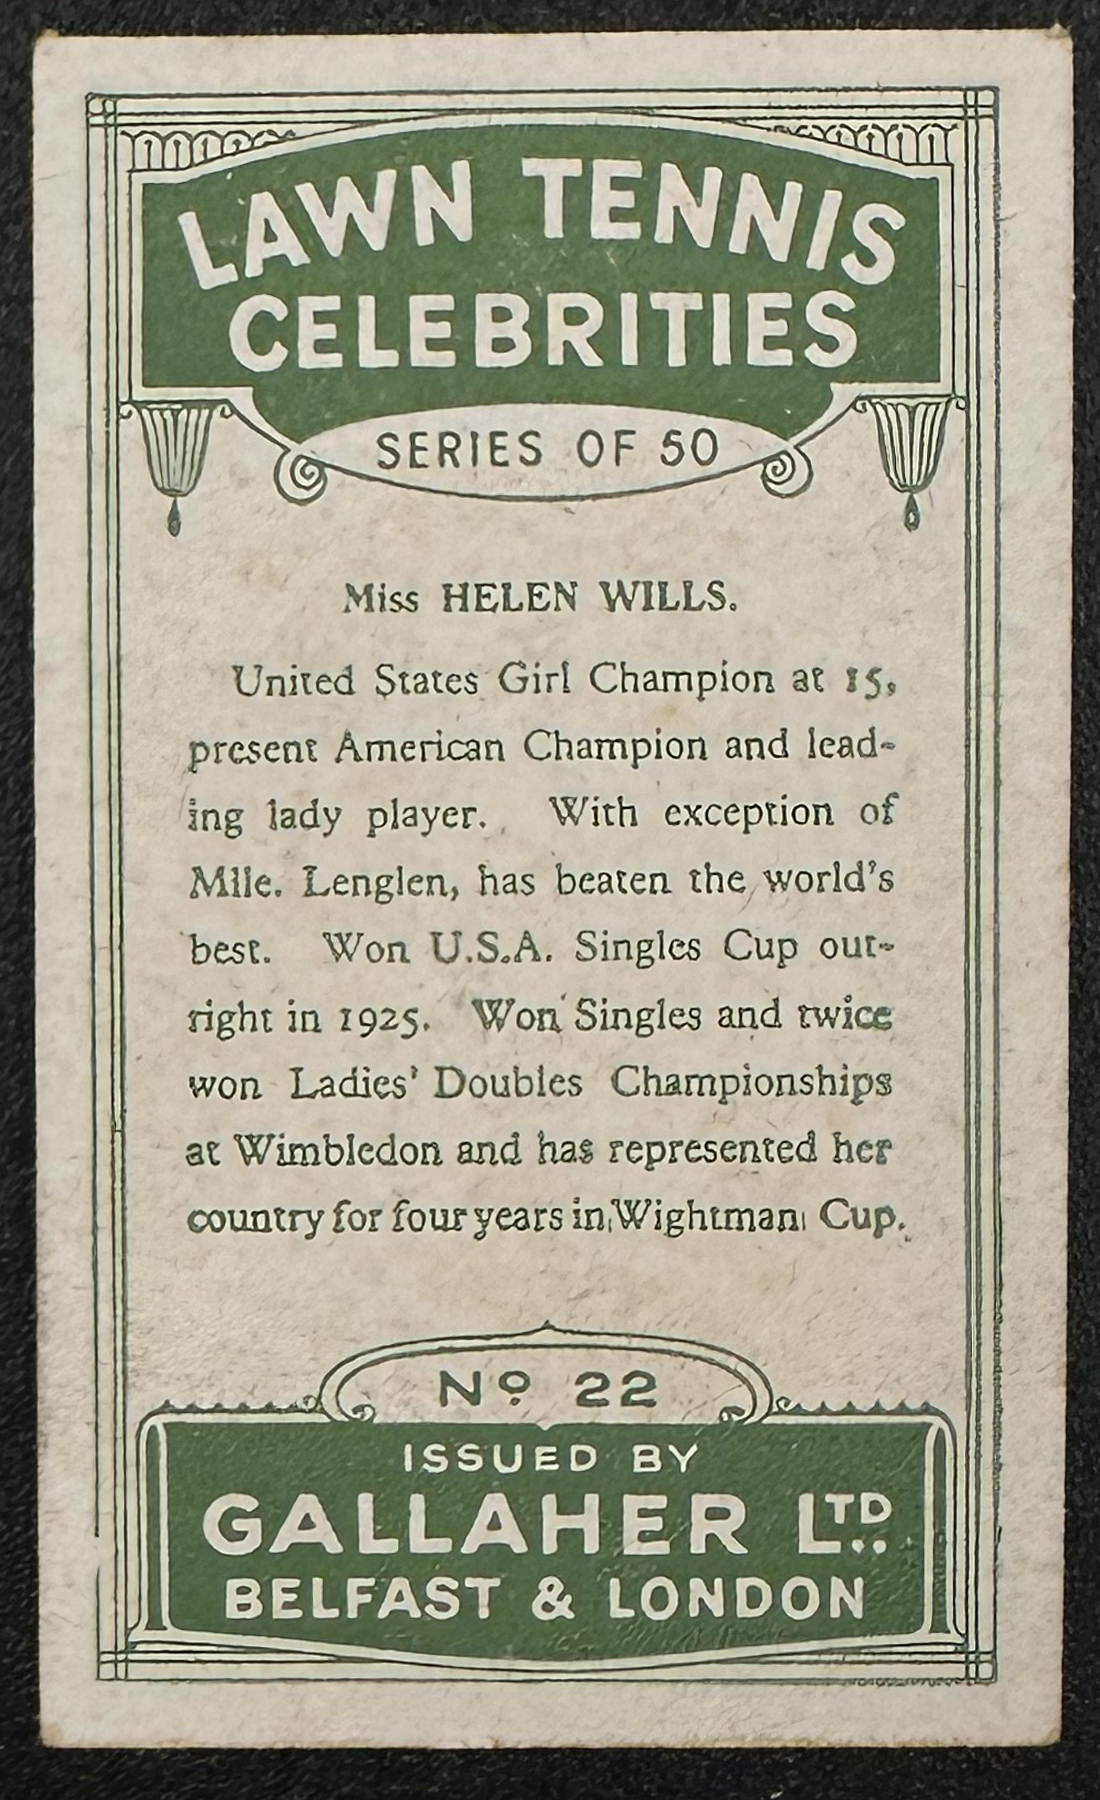 LAWN TENNIS
CELEBRITIES
SERIES OF 50
Miss HELEN WILLS.
United States Girl Champion at 15,
present American Champion and lead-
ing lady player. With exception of
Mlle. Lenglen, has beaten the world's
best. Won U.S.A. Singles Cup out-
right in 1925. Won Singles and twice
won Ladies' Doubles Championships
at Wimbledon and has represented her
country for four years in Wightman Cup.
No 22
ISSUED BY
GALLAHER LTD.
BELFAST & LONDON